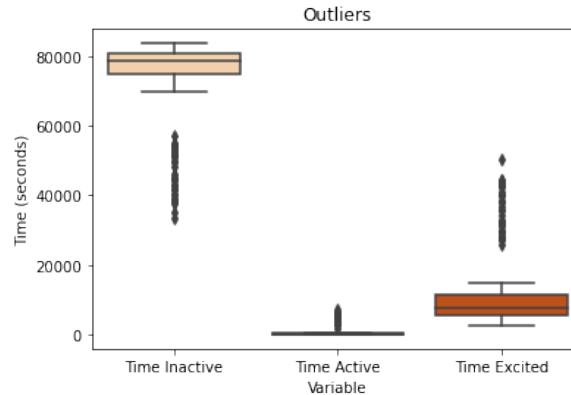 Outliers
80000
60000
40000
20000
0
Time (seconds)
Time Inactive Time Active Time Excited
Variable